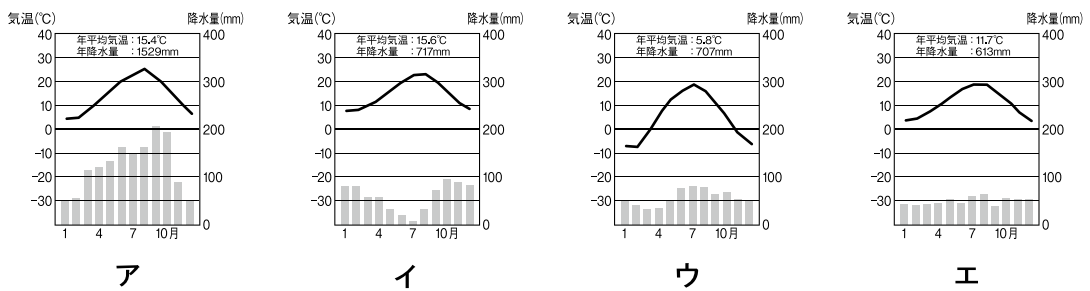 気温(℃) 降水量(mm)
年平均気温:15.4℃
年降水量 :1529mm
40 400
30
20 300
10
0 200
-10
-20 100
-30
0
1 4 7 10月
ア
気温(℃) 降水量(mm)
年平均気温:15.6℃
年降水量 :717mm
40 400
30
20 300
10
0 200
-10
-20 100
-30
0
1 4 7 10月
イ
気温(℃) 降水量(mm)
年平均気温:5.8℃
年降水量 :707mm
40 400
30
20 300
10
0 200
-10
-20 100
-30
0
1 4 7 10月
ウ
気温(℃) 降水量(mm)
年平均気温:11.7℃
年降水量 :613mm
40 400
30
20 300
10
0 200
-10
-20 100
-30
0
1 4 7 10月
エ